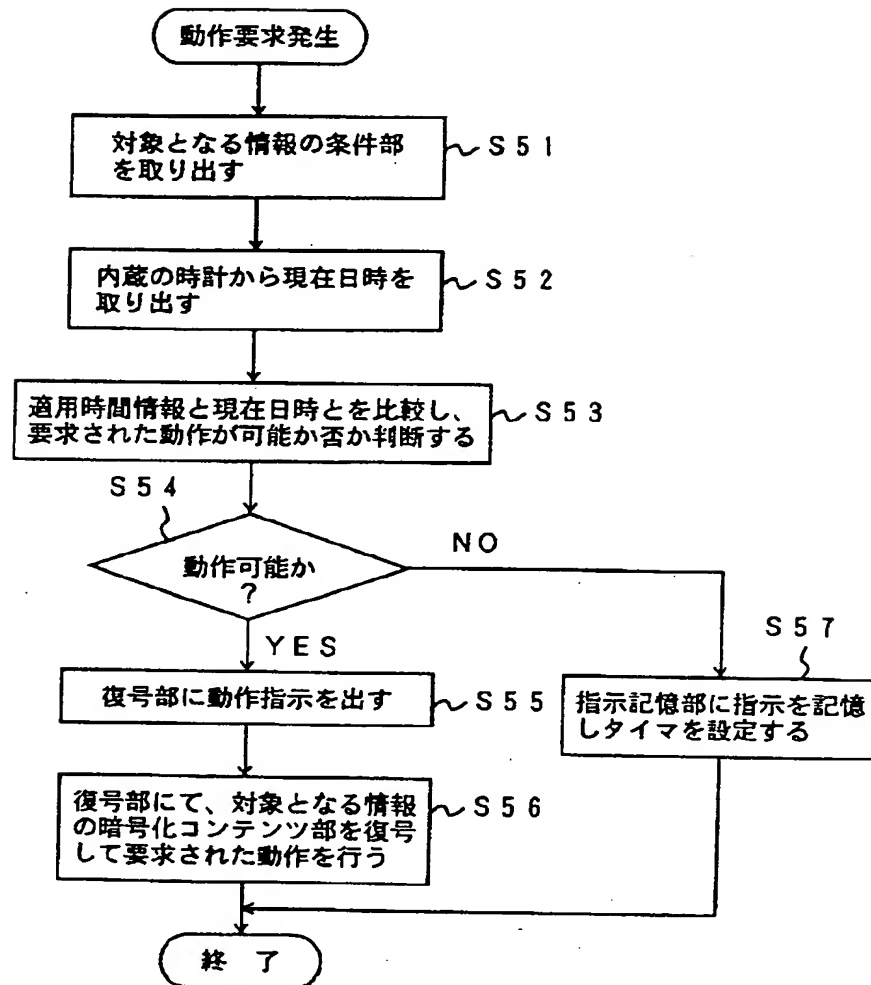 動作要求発生
対象となる情報の条件部
を取り出す
S51
内蔵の時計から現在日時を
取り出す
S52
適用時間情報と現在日時とを比較し、
要求された動作が可能か否か判断する
S53
S54
動作可能か
?
NO
YES
S57
復号部に動作指示を出す
S55
指示記憶部に指示を記憶
しタイマを設定する
復号部にて、対象となる情報
の暗号化コンテンツ部を復号
して要求された動作を行う
S56
終 了